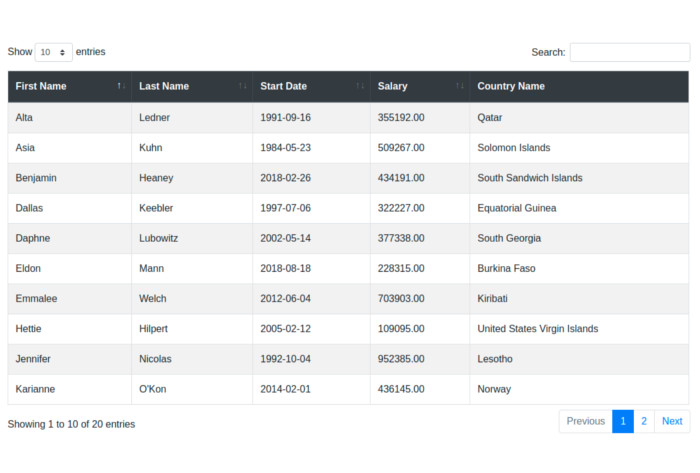 Show 10 entries Search:
First Name Last Name Start Date Salary Country Name
Alta Ledner 1991-09-16 355192.00 Qatar
Asia Kuhn 1984-05-23 509267.00 Solomon Islands
Benjamin Heaney 2018-02-26 434191.00 South Sandwich Islands
Dallas Keebler 1997-07-06 322227.00 Equatorial Guinea
Daphne Lubowitz 2002-05-14 377338.00 South Georgia
Eldon Mann 2018-08-18 228315.00 Burkina Faso
Emmalee Welch 2012-06-04 703903.00 Kiribati
Hettie Hilpert 2005-02-12 109095.00 United States Virgin Islands
Jennifer Nicolas 1992-10-04 952385.00 Lesotho
Karianne O'Kon 2014-02-01 436145.00 Norway
Showing 1 to 10 of 20 entries Previous 1 2 Next